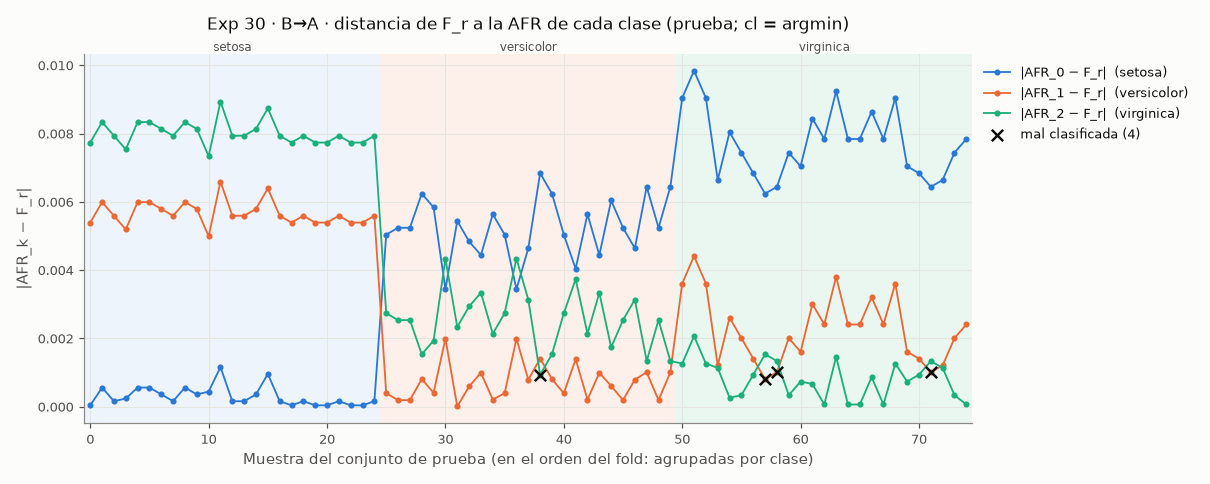 Exp 30 · B→A · distancia de F_r a la AFR de cada clase (prueba; cl = argmin)
setosa
versicolor
virginica
|AFR_0 − F_r| (setosa)
|AFR_1 − F_r| (versicolor)
|AFR_2 − F_r| (virginica)
mal clasificada (4)
|AFR_k − F_r|
0.010
0.008
0.006
0.004
0.002
0.000
0
10
20
30
40
50
60
70
Muestra del conjunto de prueba (en el orden del fold: agrupadas por clase)